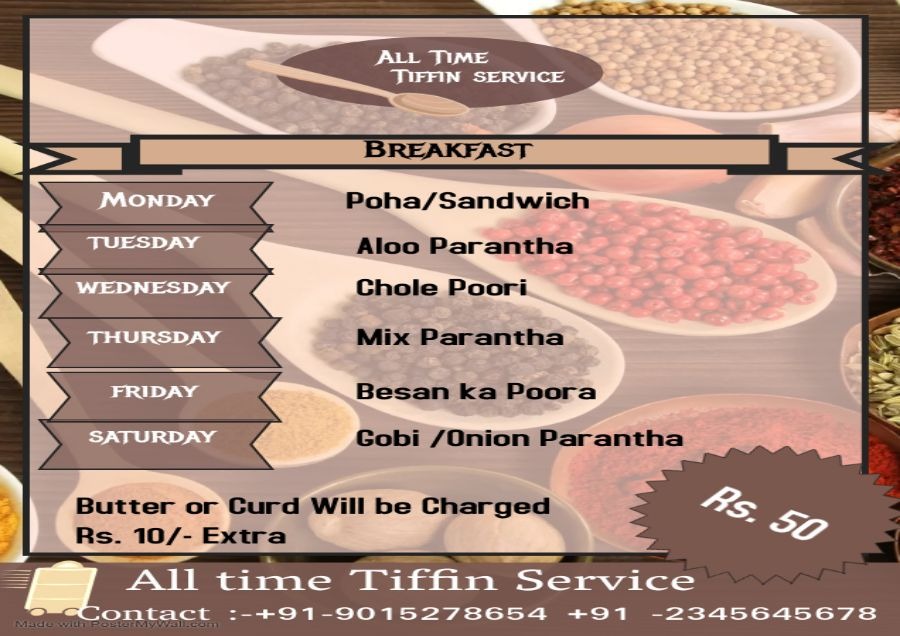 All Time
Tiffin service
Breakfast
Monday
Poha/Sandwich
Tuesday
Aloo Parantha
Wednesday
Chole Poori
Thursday
Mix Parantha
Friday
Besan ka Poora
Saturday
Gobi /Onion Parantha
Butter or Curd Will be Charged
Rs. 10/- Extra
Rs. 50
All time Tiffin Service
Contact :-+91-9015278654 +91 -2345645678
Made with PosterMyWall.com